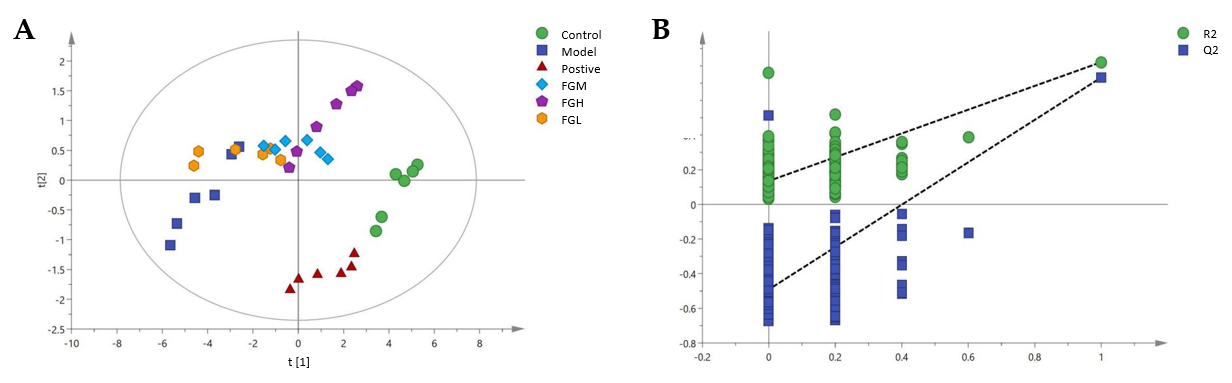 A
B
Control
Model
Postive
FGM
FGH
FGL
R2
Q2
2
1.5
1
0.5
0
-0.5
-1
-1.5
-2
-2.5
t[2]
-10 -8 -6 -4 -2 0 2 4 6 8
t [1]
0.2
0
-0.2
-0.4
-0.6
-0.8
-0.2 0 0.2 0.4 0.6 0.8 1